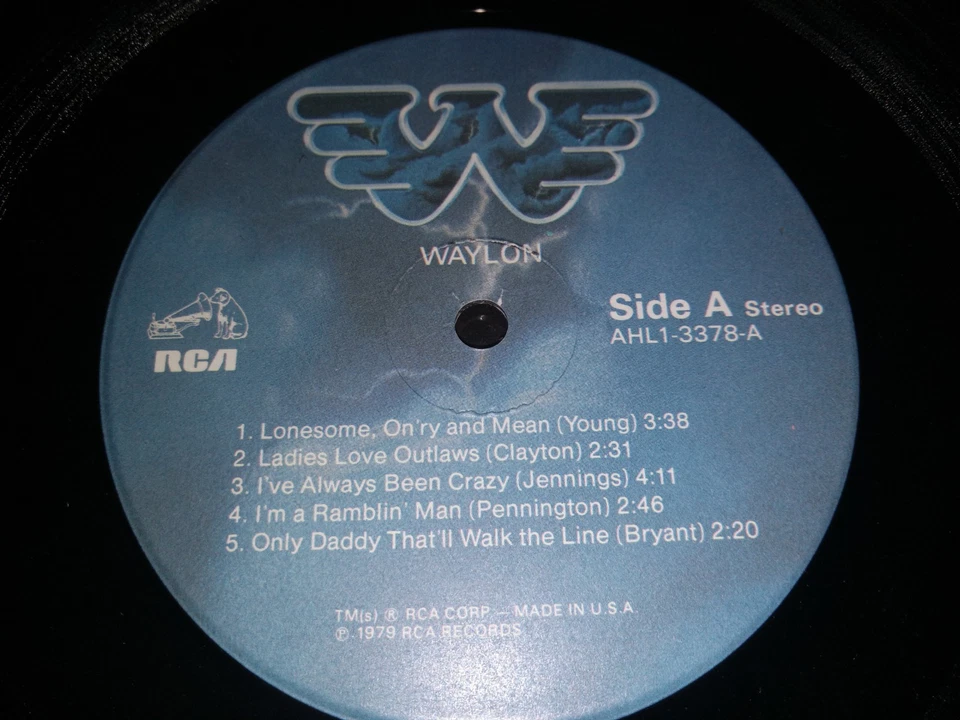 W
WAYLON
Side A Stereo
AHL1-3378-A
RCA
1. Lonesome, On'ry and Mean (Young) 3:38
2. Ladies Love Outlaws (Clayton) 2:31
3. I've Always Been Crazy (Jennings) 4:11
4. I'm a Ramblin' Man (Pennington) 2:46
5. Only Daddy That'll Walk the Line (Bryant) 2:20
TM(s) ® RCA CORP. — MADE IN U.S.A.
℗ 1979 RCA RECORDS